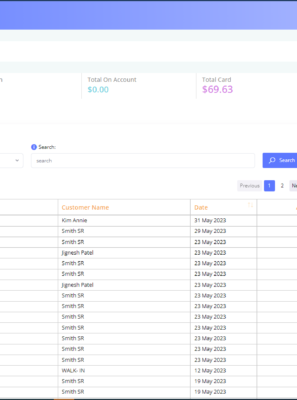 Total On Account
Total Card
$0.00
$69.63
Search:
search
Search
Previous
1
2
Customer Name
Date
Kim Annie
31 May 2023
Smith SR
29 May 2023
Smith SR
23 May 2023
Jignesh Patel
23 May 2023
Smith SR
23 May 2023
Smith SR
23 May 2023
Jignesh Patel
23 May 2023
Smith SR
23 May 2023
Smith SR
23 May 2023
Smith SR
23 May 2023
Smith SR
23 May 2023
Smith SR
23 May 2023
Smith SR
23 May 2023
Smith SR
23 May 2023
WALK- IN
12 May 2023
Smith SR
19 May 2023
Smith SR
19 May 2023